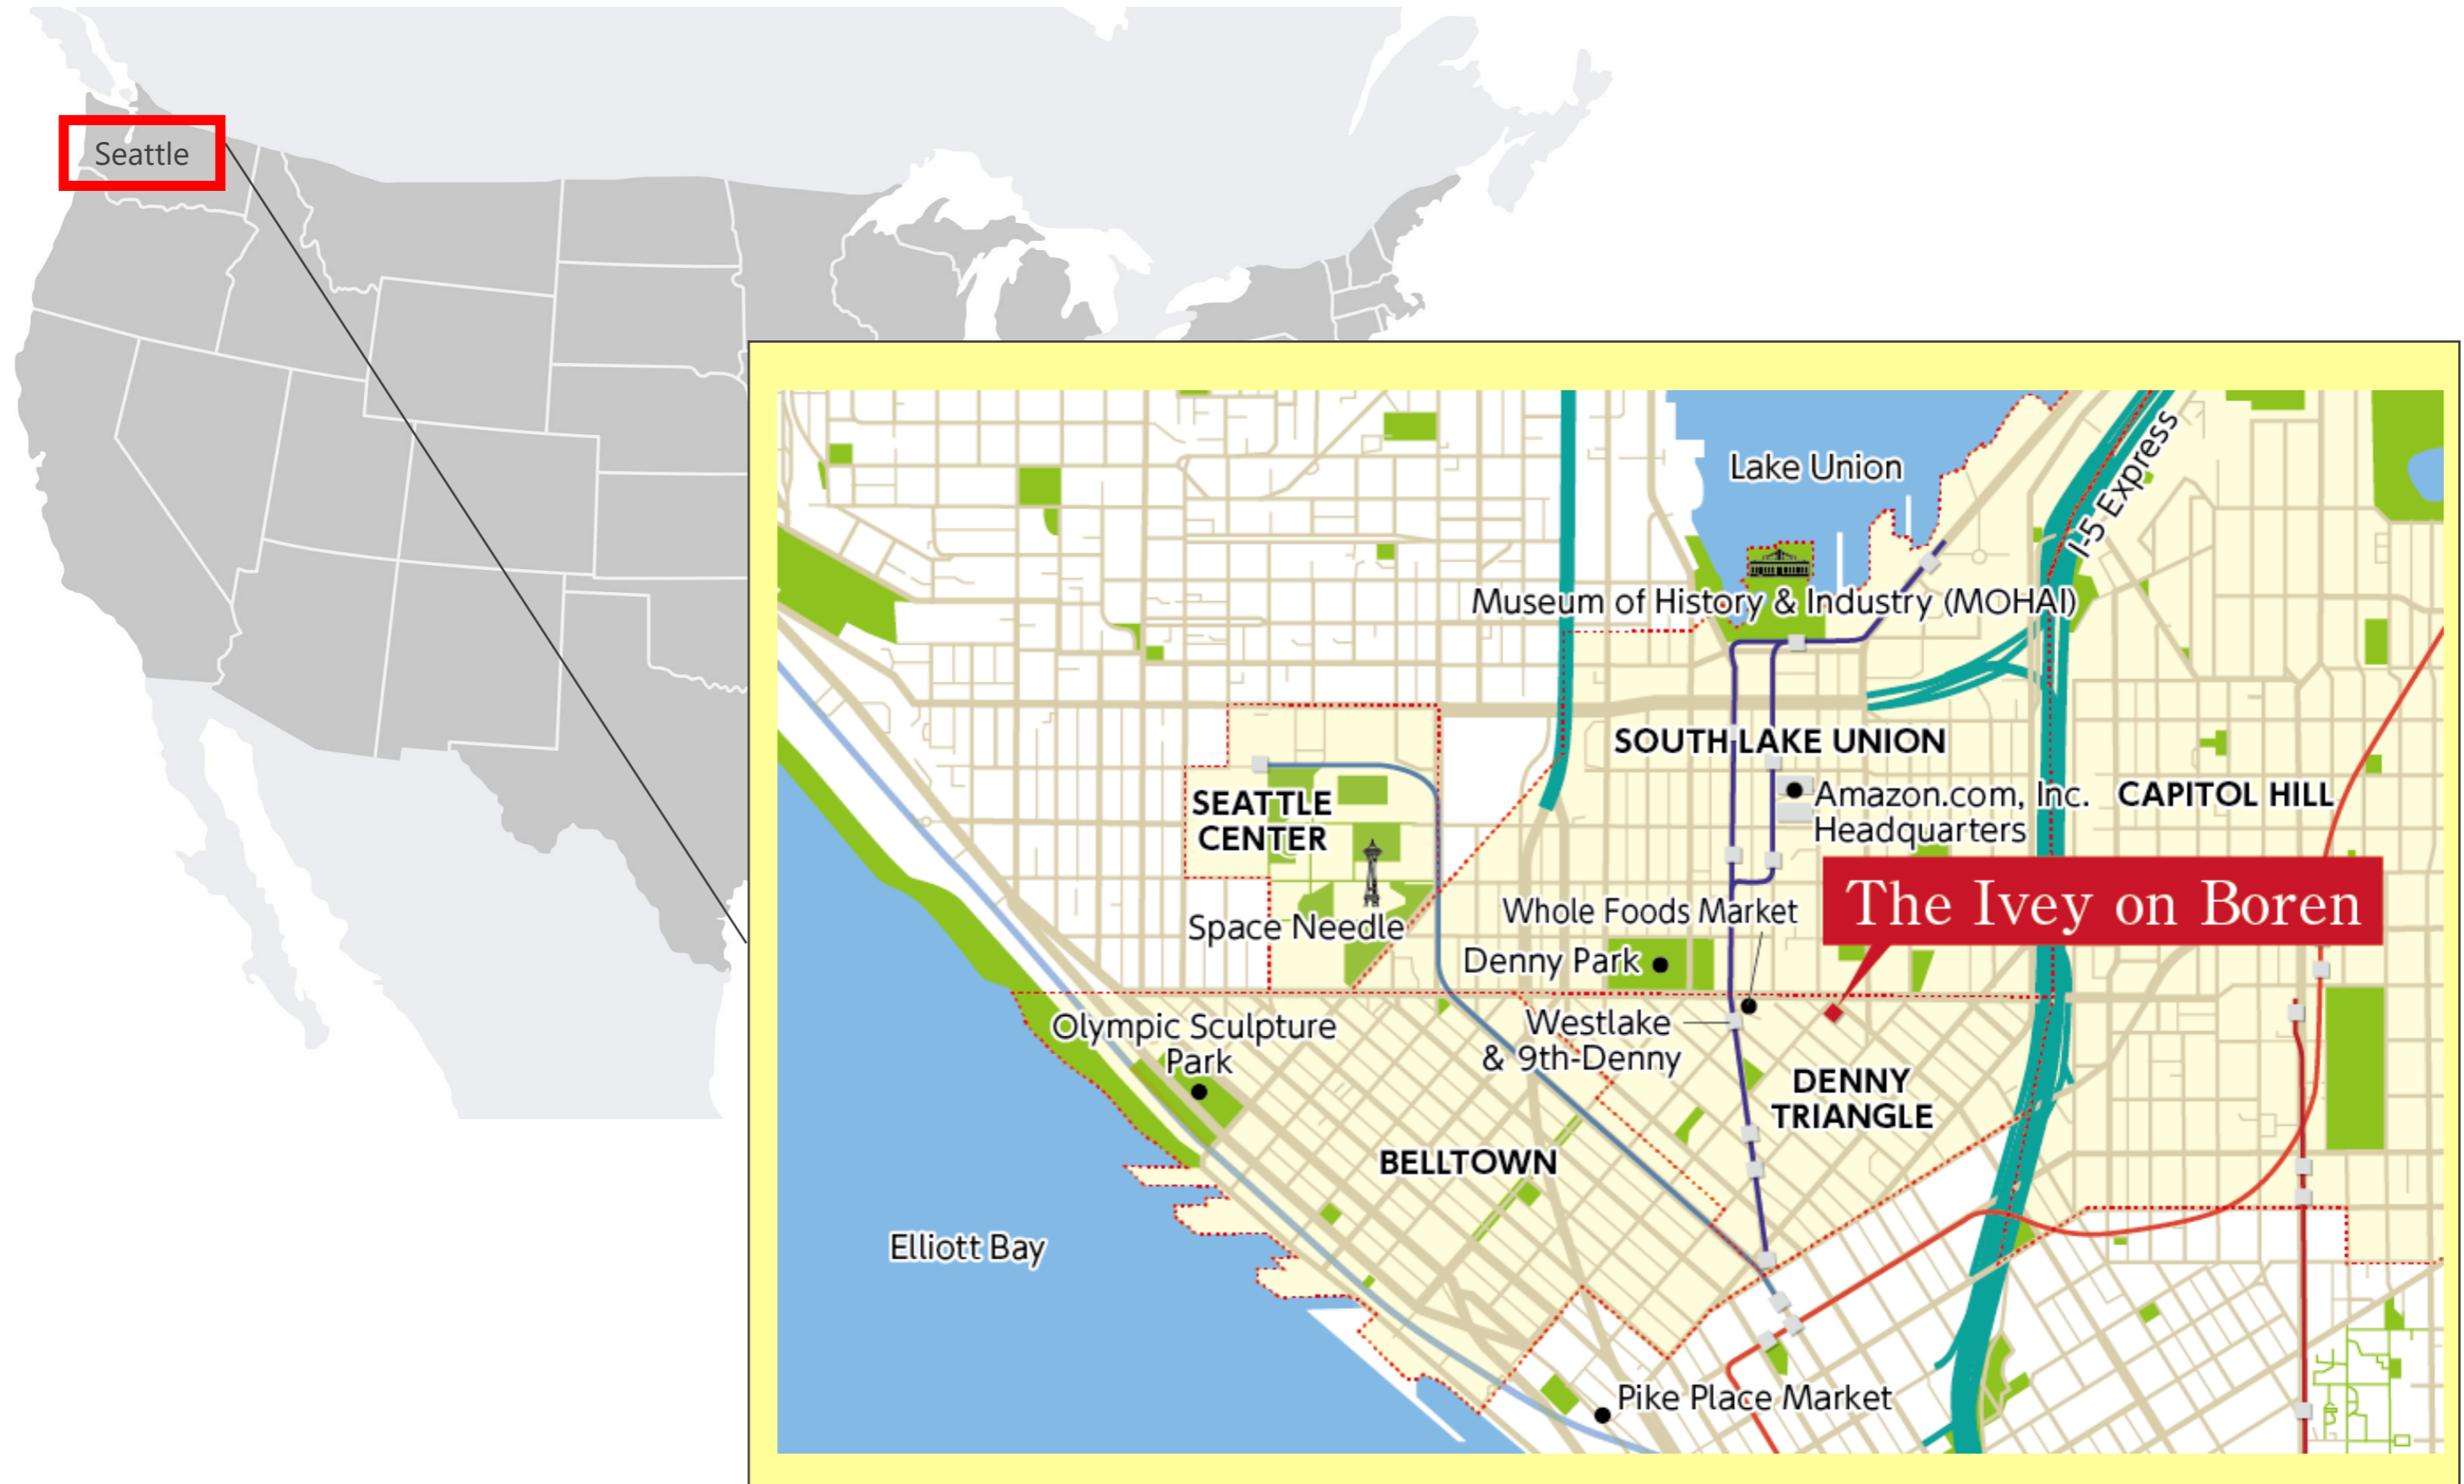 Seattle
Lake Union
I-5 Express
Museum of History & Industry (MOHAI)
SOUTH LAKE UNION
SEATTLE
CENTER
Amazon.com, Inc.
Headquarters
CAPITOL HILL
The Ivey on Boren
Whole Foods Market
Space Needle
Denny Park
Olympic Sculpture
Park
Westlake
& 9th-Denny
DENNY
TRIANGLE
BELLTOWN
Elliott Bay
Pike Place Market